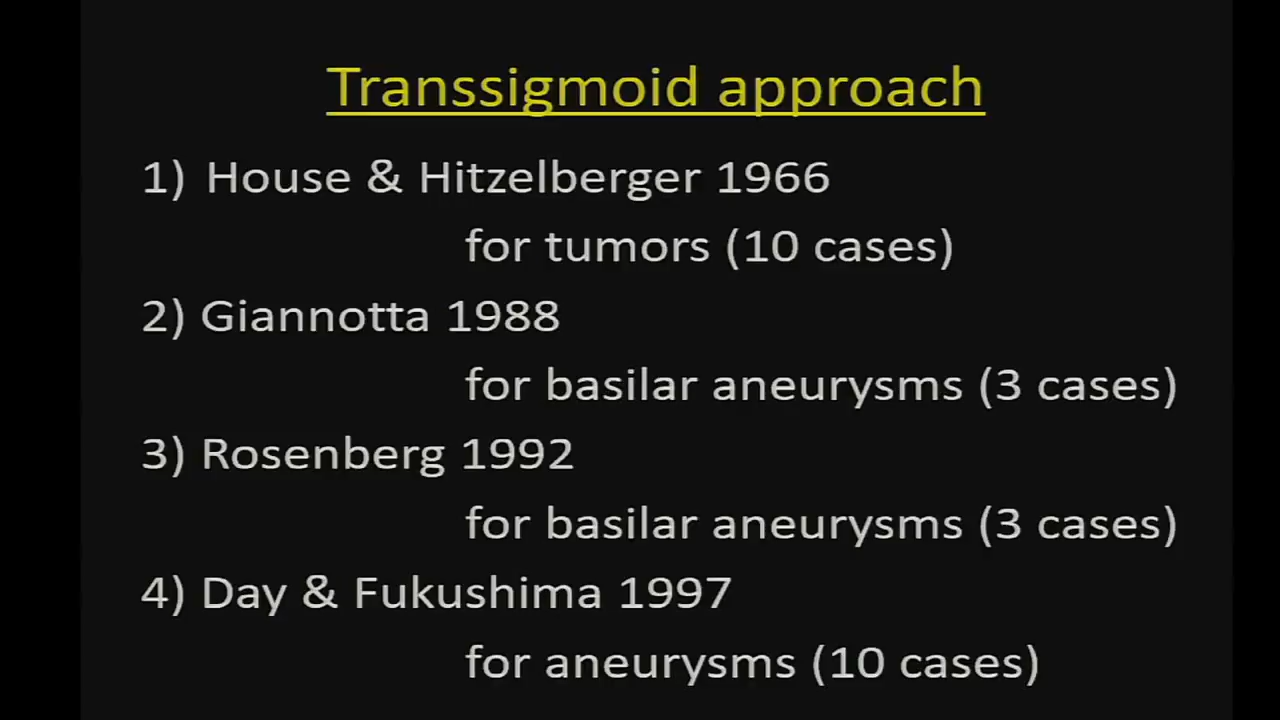 Transsigmoid approach
1) House & Hitzelberger 1966
for tumors (10 cases)
2) Giannotta 1988
for basilar aneurysms (3 cases)
3) Rosenberg 1992
for basilar aneurysms (3 cases)
4) Day & Fukushima 1997
for aneurysms (10 cases)